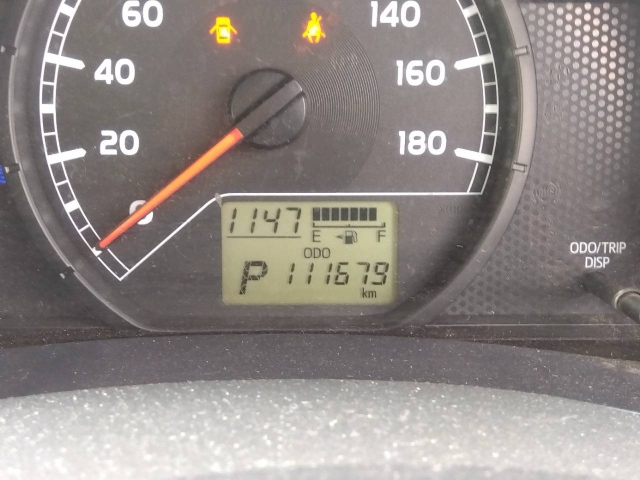 60 140
40 160
20 180
0
1147
E F
ODO
P 111679
km
ODO/TRIP
DISP